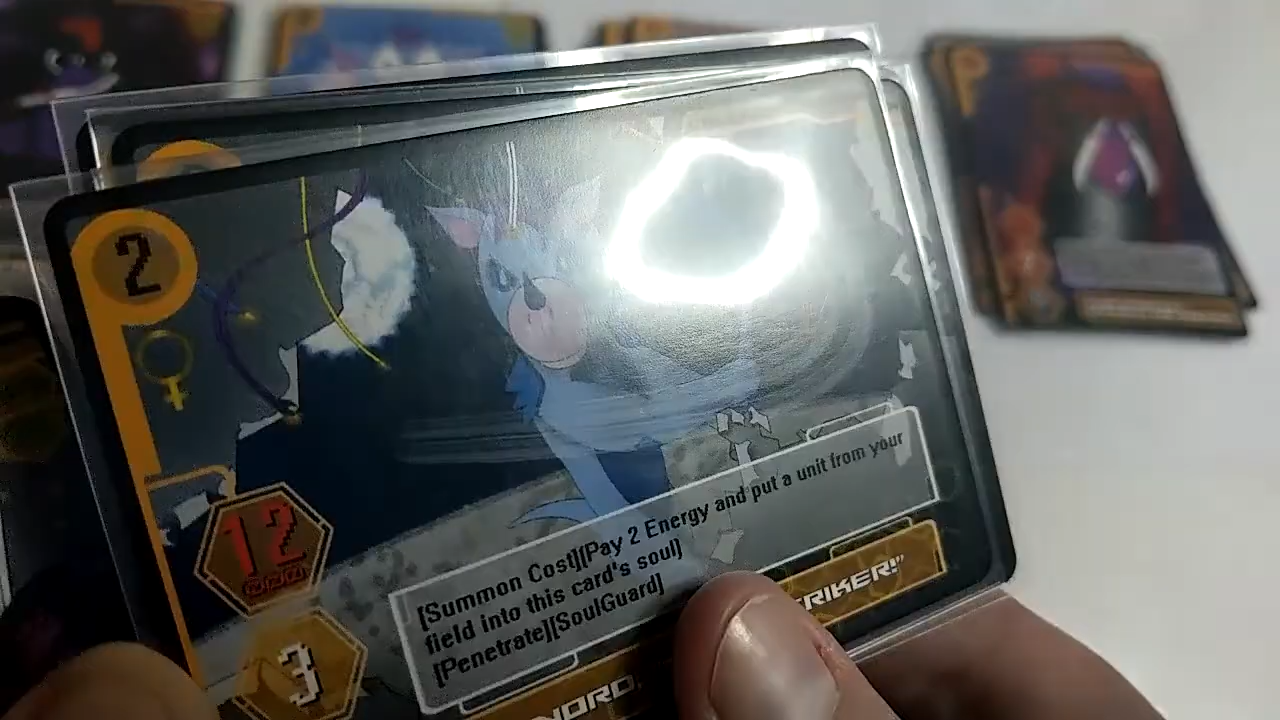 2
12
3
[Summon Cost][Pay 2 Energy and put a unit from your
field into this card's soul]
[Penetrate][SoulGuard]